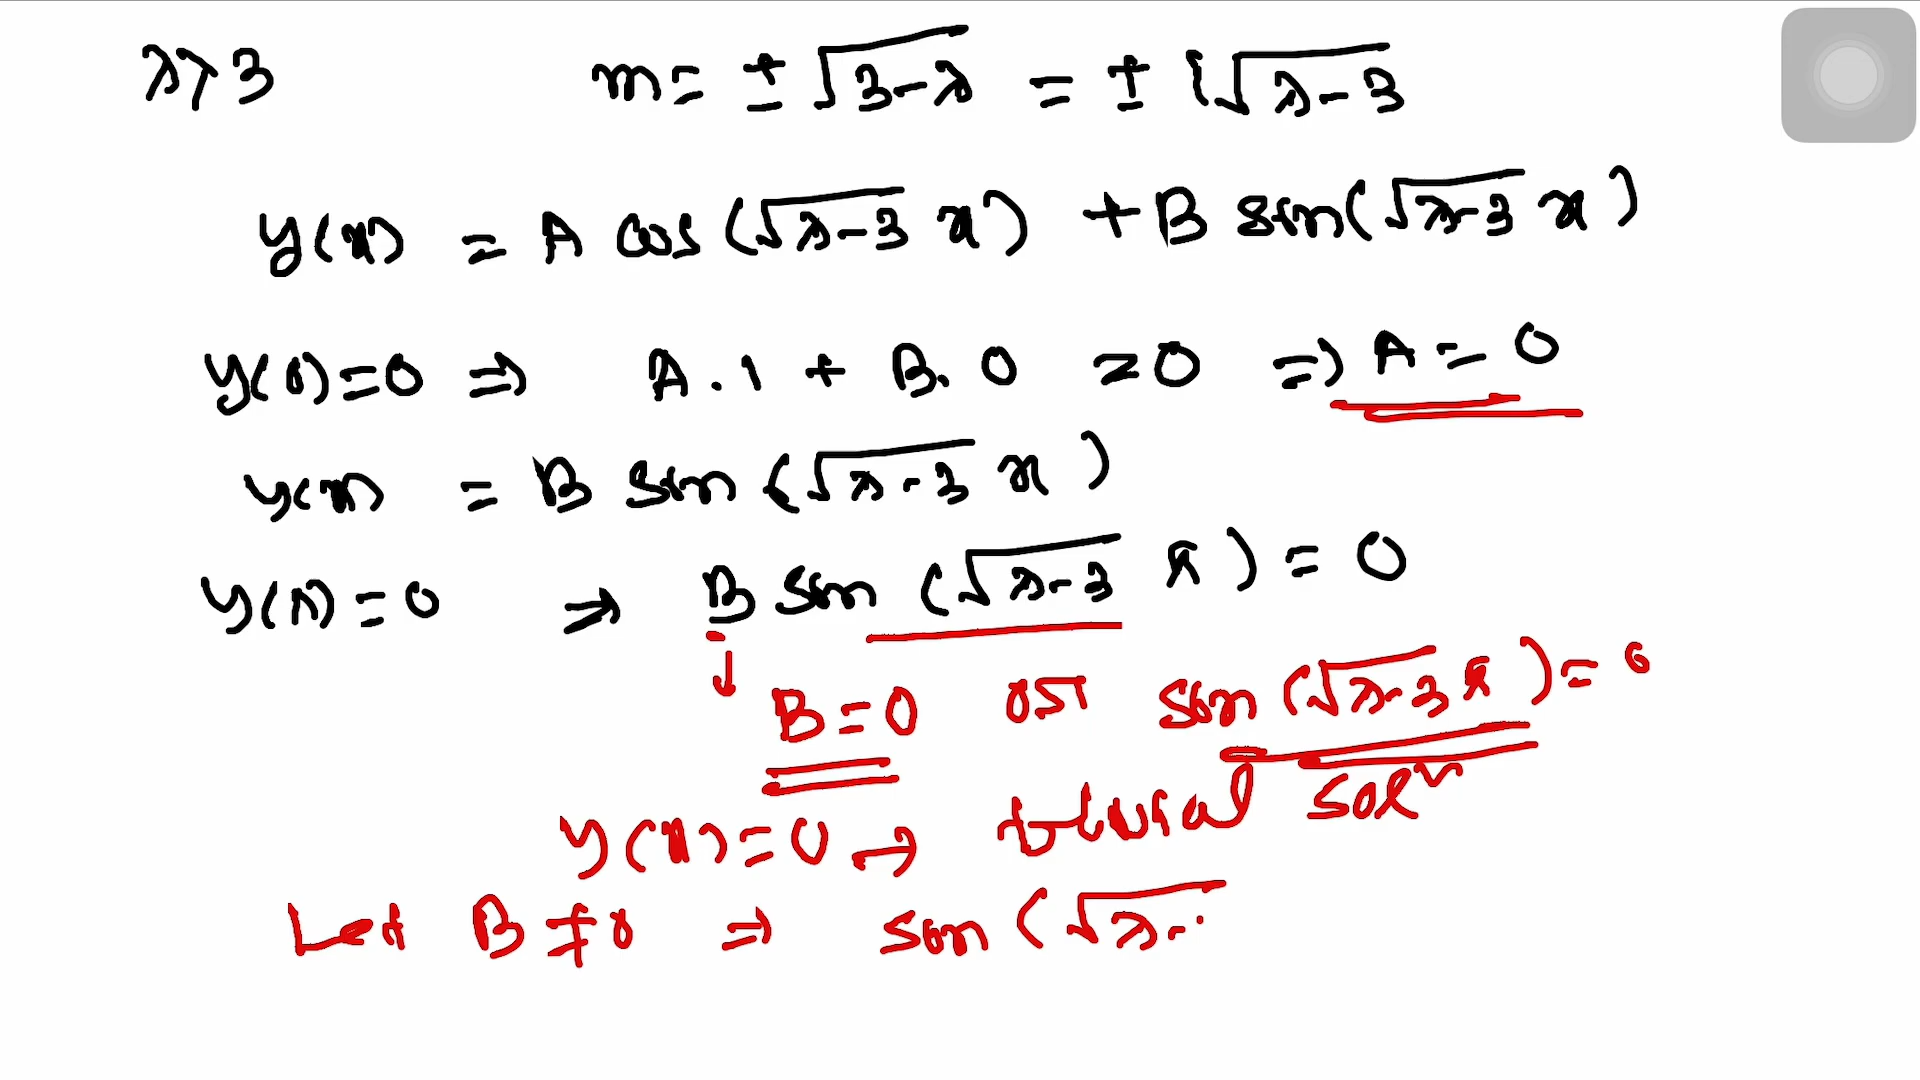 λ>3 m = ± √3-λ = ± i√λ-3
y(x) = A cos (√λ-3 x) + B sin(√λ-3 x)
y(0)=0 ⇒ A.1 + B.0 =0 ⇒ A = 0
y(x) = B sin (√λ-3 x)
y(π)=0 ⇒ B sin (√λ-3 π) = 0
↓ B=0 or sin (√λ-3 π) = 0
y(x)=0 → trivial solⁿ
Let B≠0 ⇒ sin (√λ-